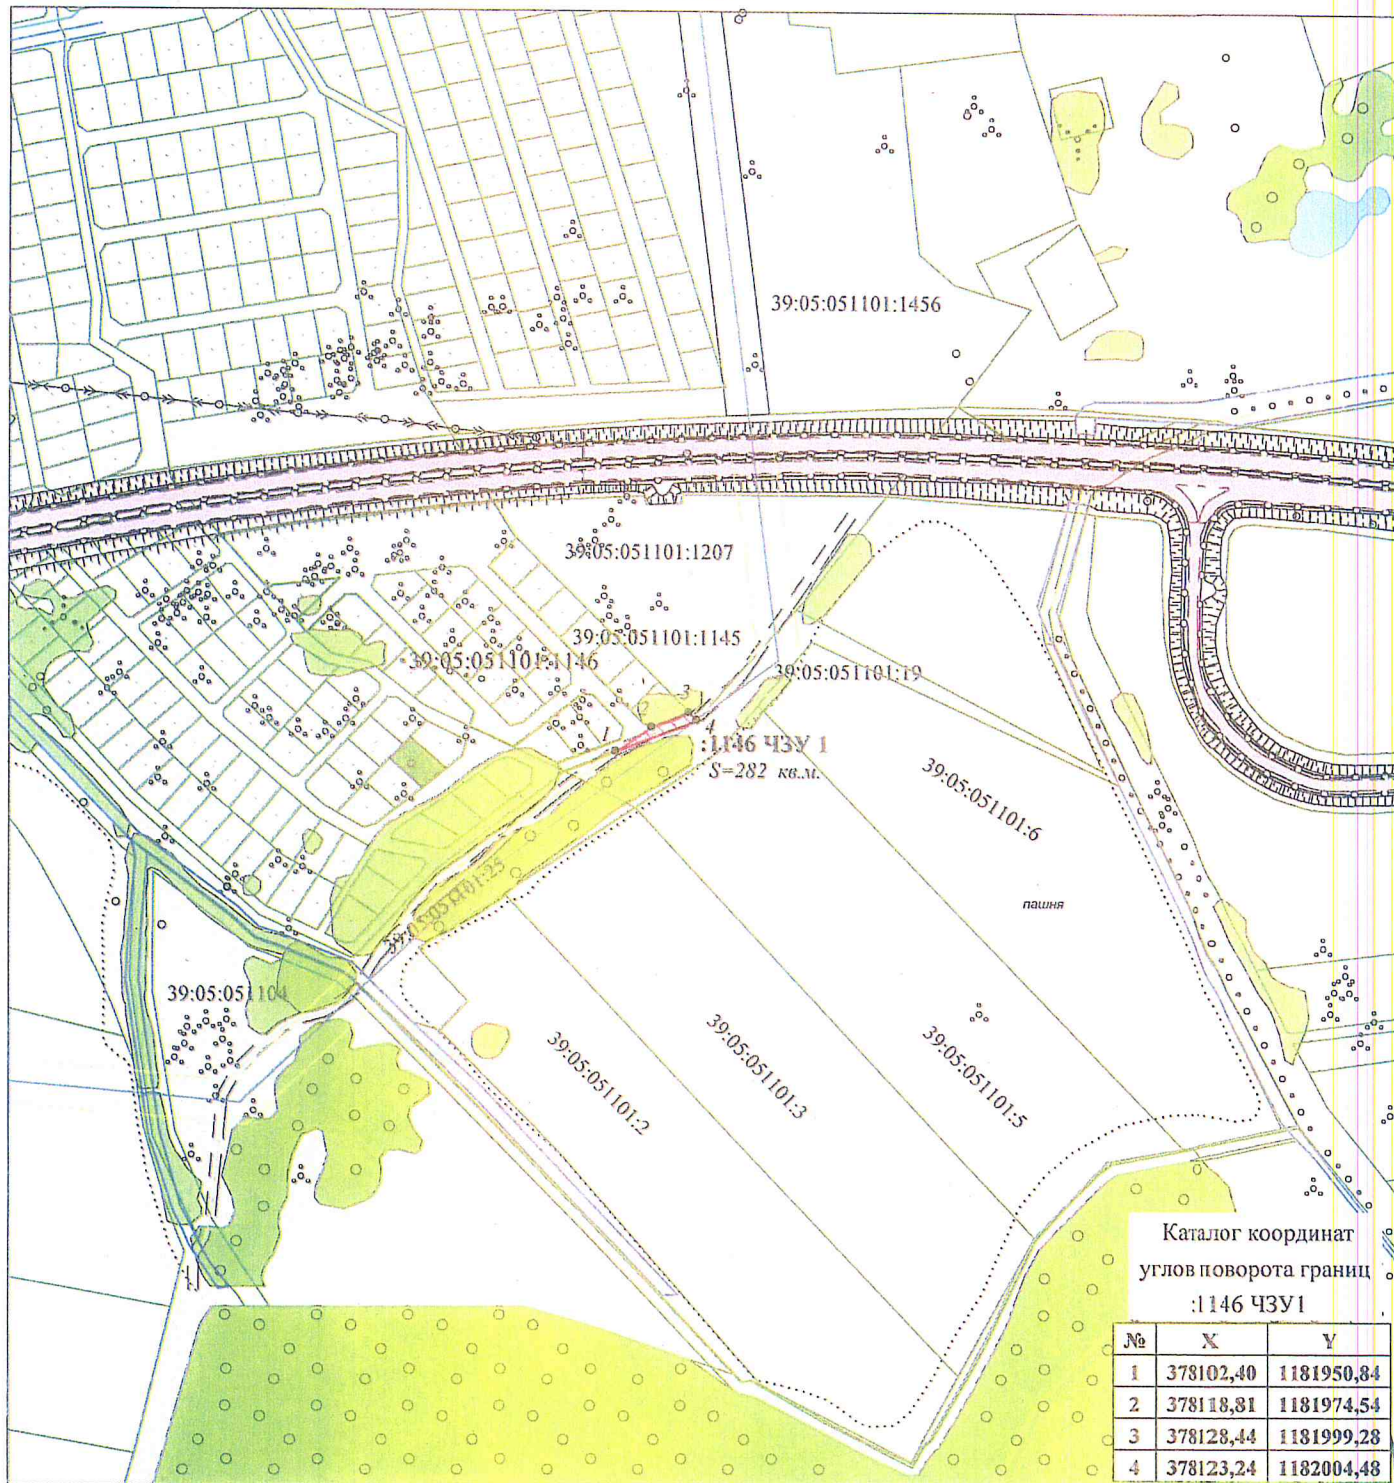 39:05:051101:1456
39:05:051101:1207
39:05:051101:1145
39:05:051101:1146
39:05:051101:19
1
2
3
4
:1146 ЧЗУ 1
S=282 кв.м.
39:05:051101:6
пашня
39:05:051101:25
39:05:051104
39:05:051101:2
39:05:051101:3
39:05:051101:5
Каталог координат
углов поворота границ
:1146 ЧЗУ1
№ X Y
1 378102,40 1181950,84
2 378118,81 1181974,54
3 378128,44 1181999,28
4 378123,24 1182004,48